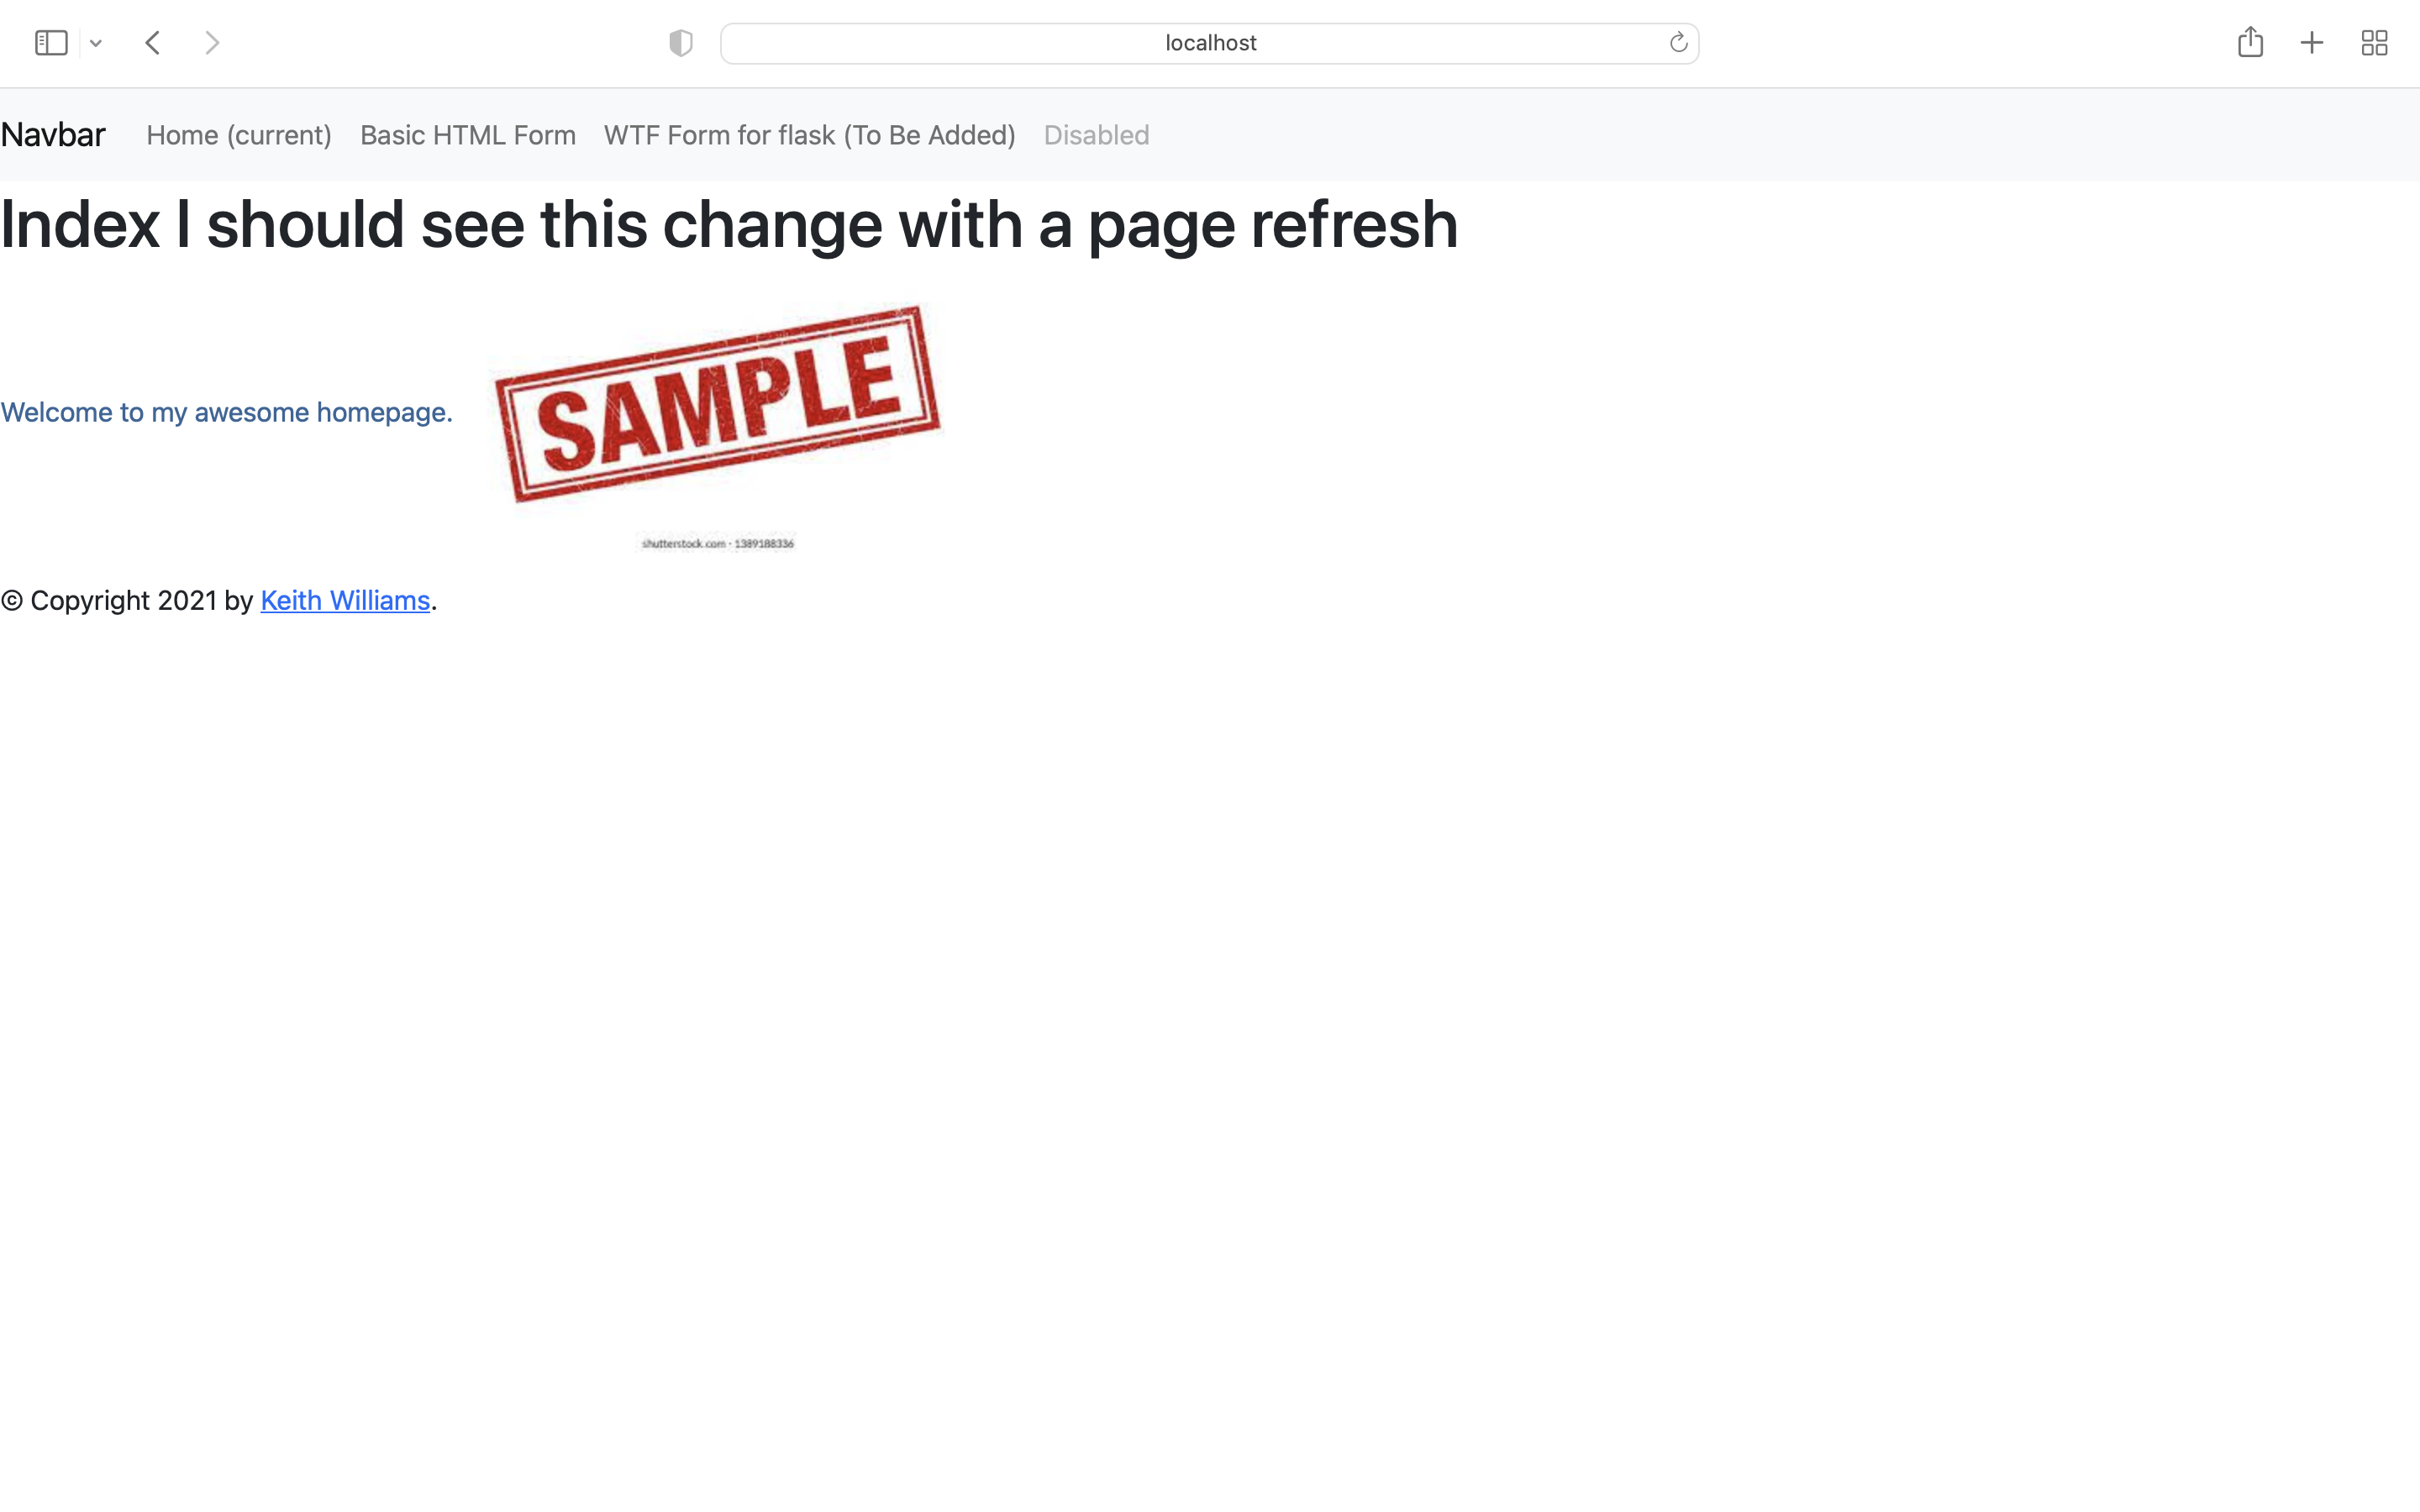 localhost
Navbar Home (current) Basic HTML Form WTF Form for flask (To Be Added) Disabled
Index I should see this change with a page refresh
Welcome to my awesome homepage.
SAMPLE
shutterstock.com · 1389188336
© Copyright 2021 by Keith Williams.